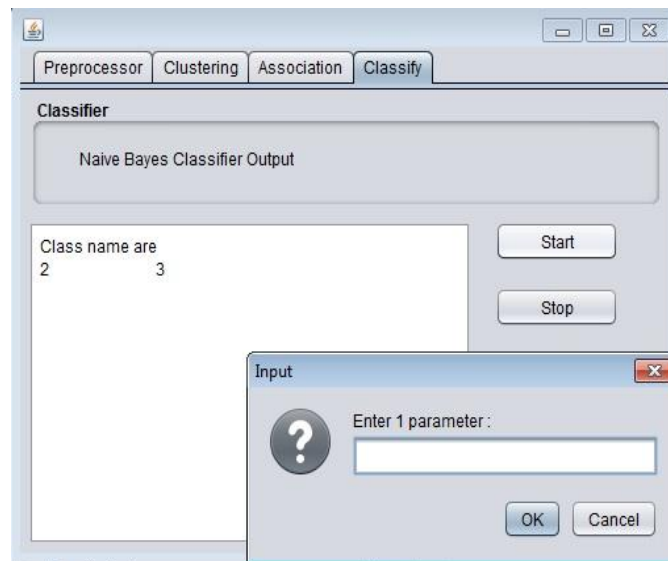 Preprocessor Clustering Association Classify
Classifier
Naive Bayes Classifier Output
Class name are
2 3
Start
Stop
Input
Enter 1 parameter :
OK Cancel